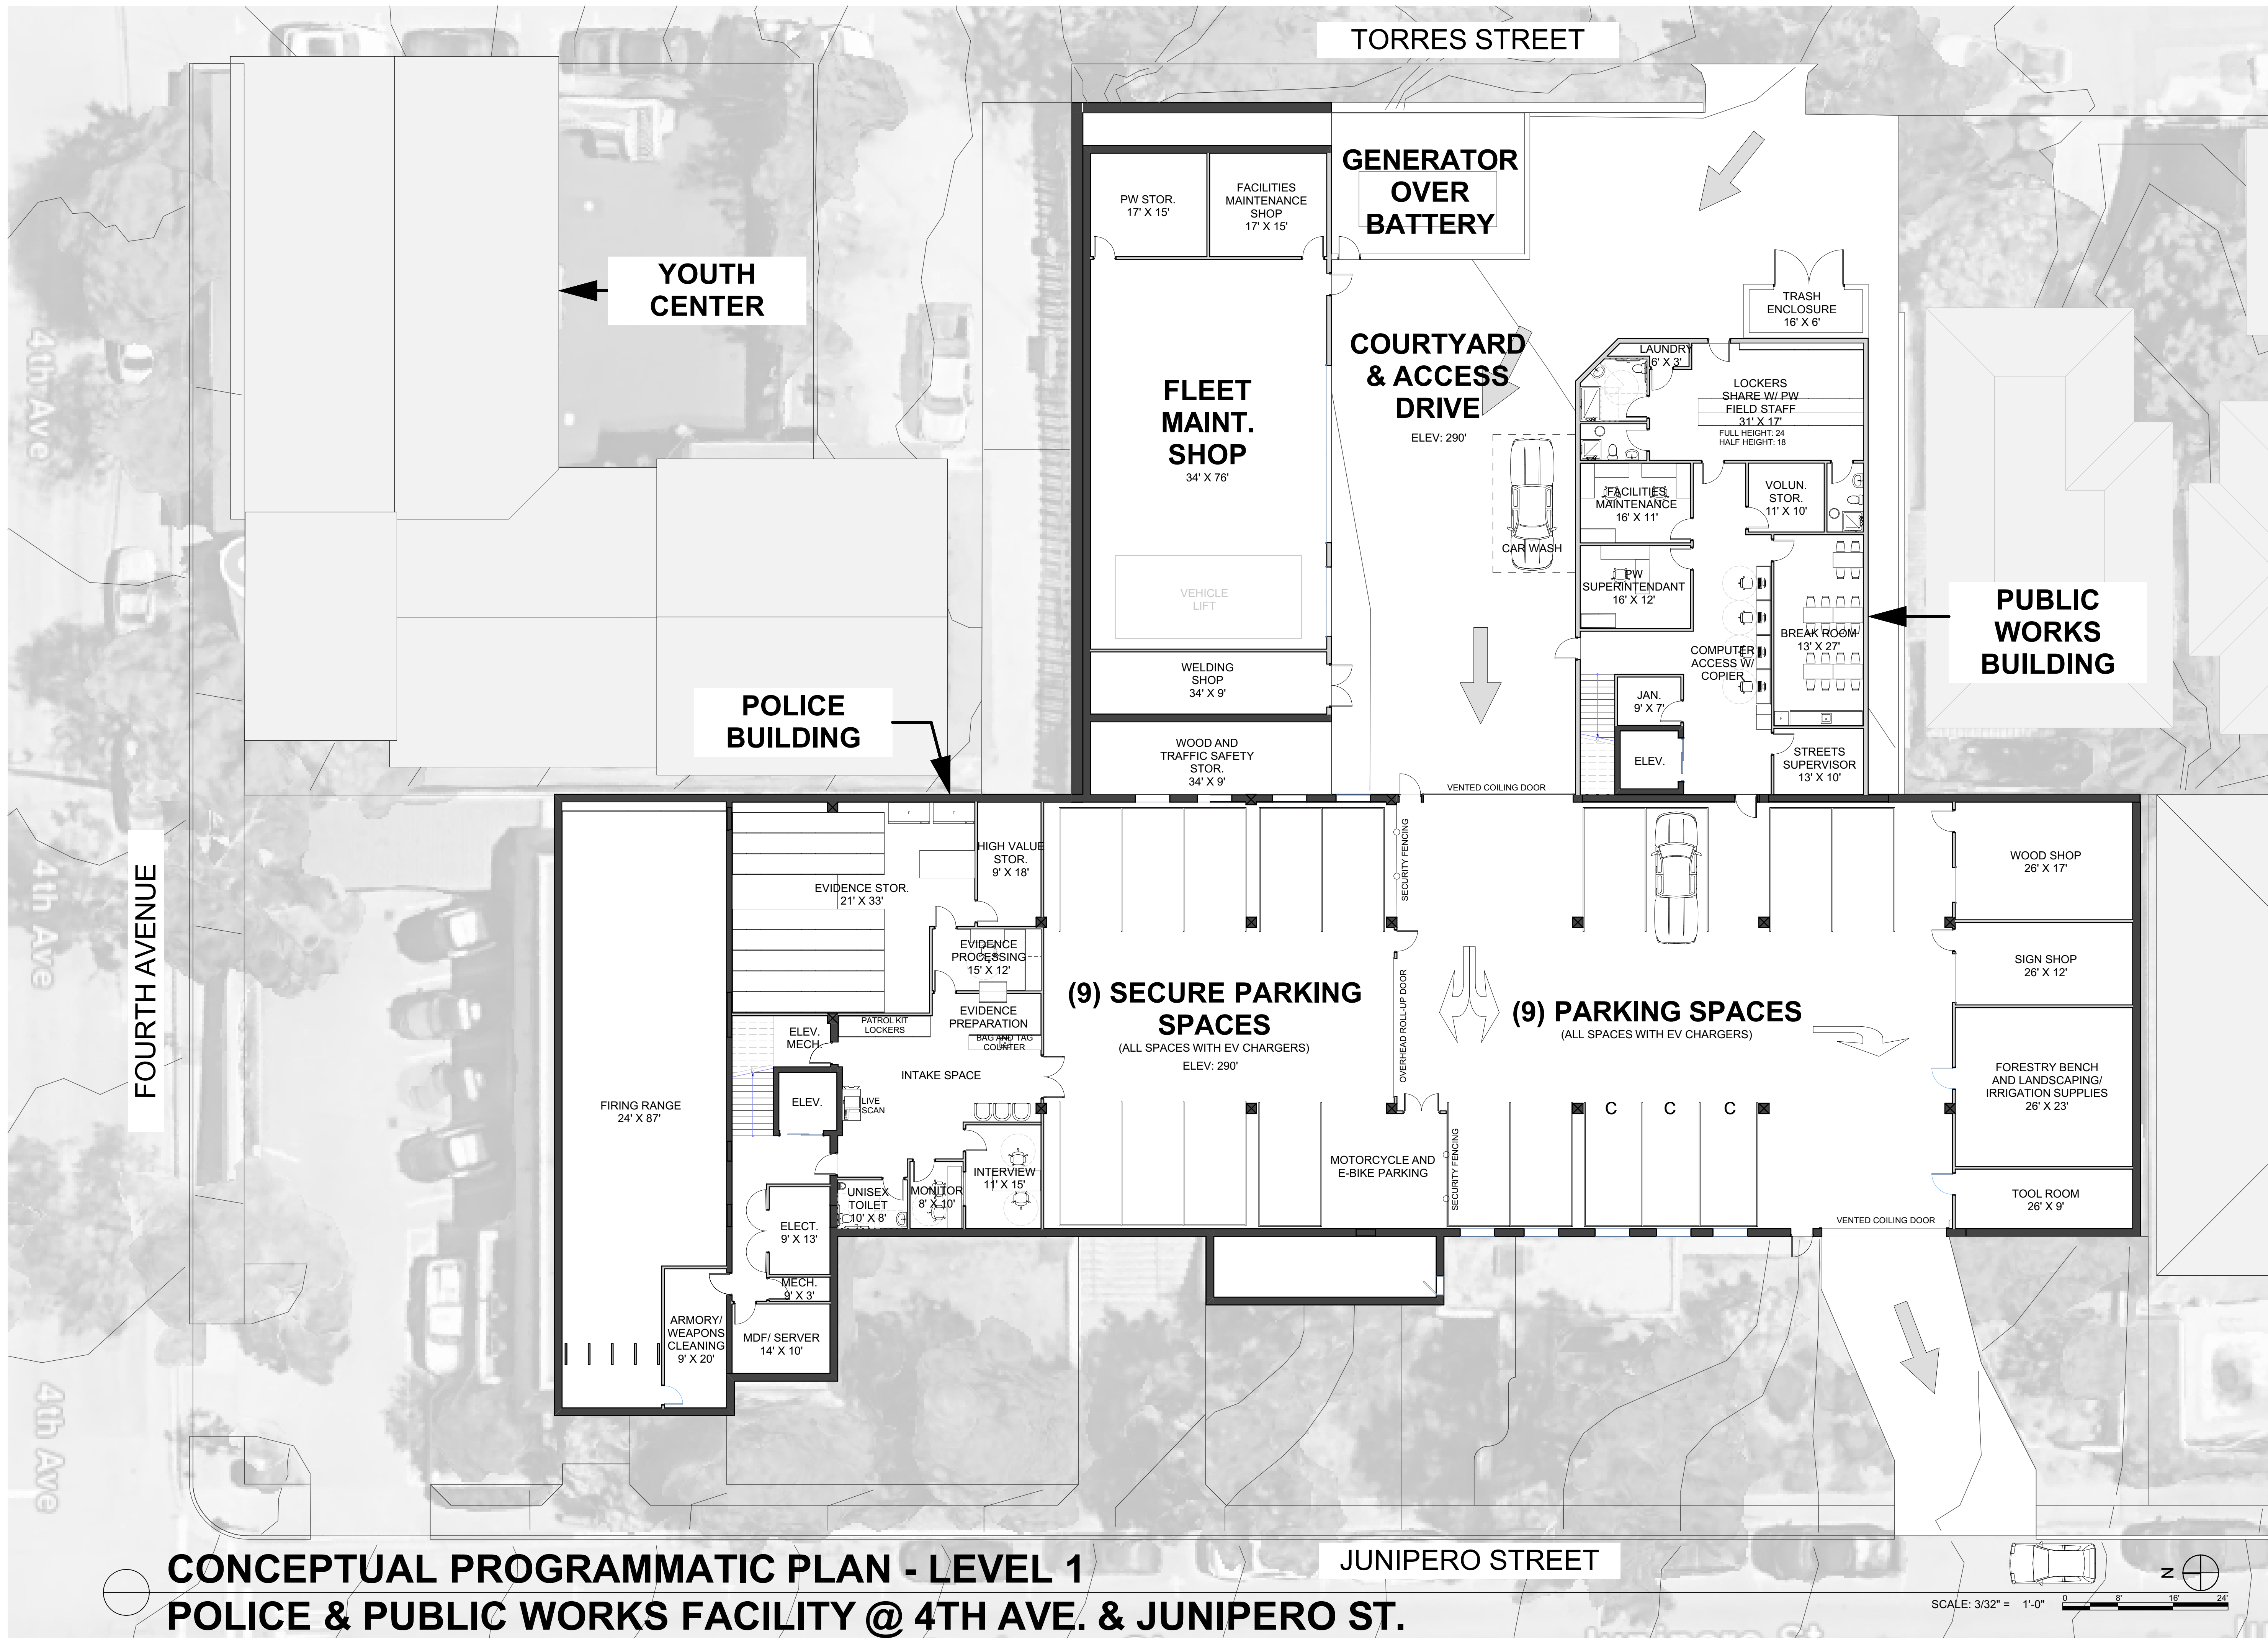 TORRES STREET
GENERATOR
OVER
BATTERY
PW STOR.
17' X 15'
FACILITIES
MAINTENANCE
SHOP
17' X 15'
YOUTH
CENTER
TRASH
ENCLOSURE
16' X 6'
COURTYARD
& ACCESS
DRIVE
ELEV: 290'
LAUNDRY
6' X 3'
LOCKERS
SHARE W/ PW
FIELD STAFF
31' X 17'
FULL HEIGHT: 24
HALF HEIGHT: 18
FLEET
MAINT.
SHOP
34' X 76'
4th Ave
FACILITIES
MAINTENANCE
16' X 11'
VOLUN.
STOR.
11' X 10'
CAR WASH
PW
SUPERINTENDANT
16' X 12'
VEHICLE
LIFT
PUBLIC
WORKS
BUILDING
BREAK ROOM
13' X 27'
COMPUTER
ACCESS W/
COPIER
WELDING
SHOP
34' X 9'
JAN.
9' X 7'
POLICE
BUILDING
WOOD AND
TRAFFIC SAFETY
STOR.
34' X 9'
ELEV.
STREETS
SUPERVISOR
13' X 10'
VENTED COILING DOOR
FOURTH AVENUE
4th Ave
HIGH VALUE
STOR.
9' X 18'
EVIDENCE STOR.
21' X 33'
SECURITY FENCING
WOOD SHOP
26' X 17'
EVIDENCE
PROCESSING
15' X 12'
SIGN SHOP
26' X 12'
(9) SECURE PARKING
SPACES
(ALL SPACES WITH EV CHARGERS)
ELEV: 290'
OVERHEAD ROLL-UP DOOR
(9) PARKING SPACES
(ALL SPACES WITH EV CHARGERS)
EVIDENCE
PREPARATION
PATROL KIT
LOCKERS
BAG AND TAG
COUNTER
ELEV.
MECH.
INTAKE SPACE
ELEV.
LIVE
SCAN
FIRING RANGE
24' X 87'
FORESTRY BENCH
AND LANDSCAPING/
IRRIGATION SUPPLIES
26' X 23'
C C C
MOTORCYCLE AND
E-BIKE PARKING
SECURITY FENCING
INTERVIEW
11' X 15'
MONITOR
8' X 10'
UNISEX
TOILET
10' X 8'
TOOL ROOM
26' X 9'
VENTED COILING DOOR
ELECT.
9' X 13'
MECH.
9' X 3'
ARMORY/
WEAPONS
CLEANING
9' X 20'
MDF/ SERVER
14' X 10'
4th Ave
CONCEPTUAL PROGRAMMATIC PLAN - LEVEL 1
POLICE & PUBLIC WORKS FACILITY @ 4TH AVE. & JUNIPERO ST.
JUNIPERO STREET
N
SCALE: 3/32" = 1'-0"
0 8' 16' 24'
Junipero St